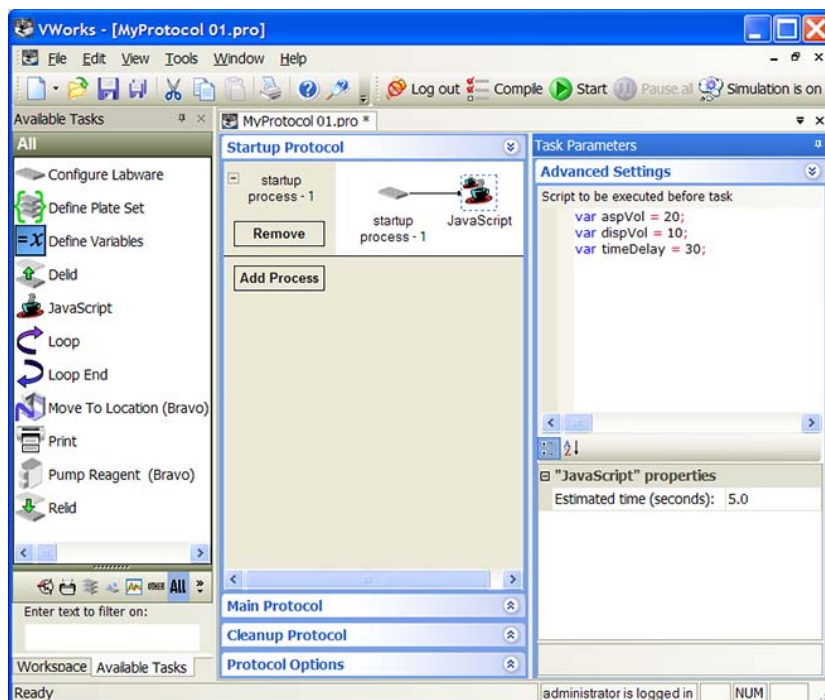 VWorks - [MyProtocol 01.pro]
File Edit View Tools Window Help
Log out Compile Start Pause all Simulation is on
Available Tasks
MyProtocol 01.pro *
All
Configure Labware
Define Plate Set
=x Define Variables
Delid
JavaScript
Loop
Loop End
Move To Location (Bravo)
Print
Pump Reagent (Bravo)
Relid
OTHER All
Enter text to filter on:
Workspace Available Tasks
Startup Protocol
startup
process - 1
Remove
startup
process - 1
JavaScript
Add Process
Main Protocol
Cleanup Protocol
Protocol Options
Task Parameters
Advanced Settings
Script to be executed before task
var aspVol = 20;
var dispVol = 10;
var timeDelay = 30;
"JavaScript" properties
Estimated time (seconds): 5.0
Ready
administrator is logged in NUM